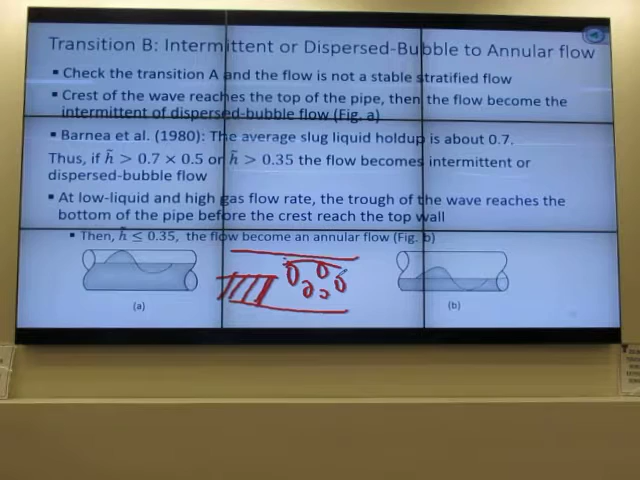 Transition B: Intermittent or Dispersed-Bubble to Annular flow
▪ Check the transition A and the flow is not a stable stratified flow
▪ Crest of the wave reaches the top of the pipe, then the flow become the
intermittent of dispersed-bubble flow (Fig. a)
▪ Barnea et al. (1980): The average slug liquid holdup is about 0.7.
Thus, if h̃ > 0.7 × 0.5 or h̃ > 0.35 the flow becomes intermittent or
dispersed-bubble flow
▪ At low-liquid and high gas flow rate, the trough of the wave reaches the
bottom of the pipe before the crest reach the top wall
▪ Then, h̃ ≤ 0.35, the flow become an annular flow (Fig. b)
(a)
(b)